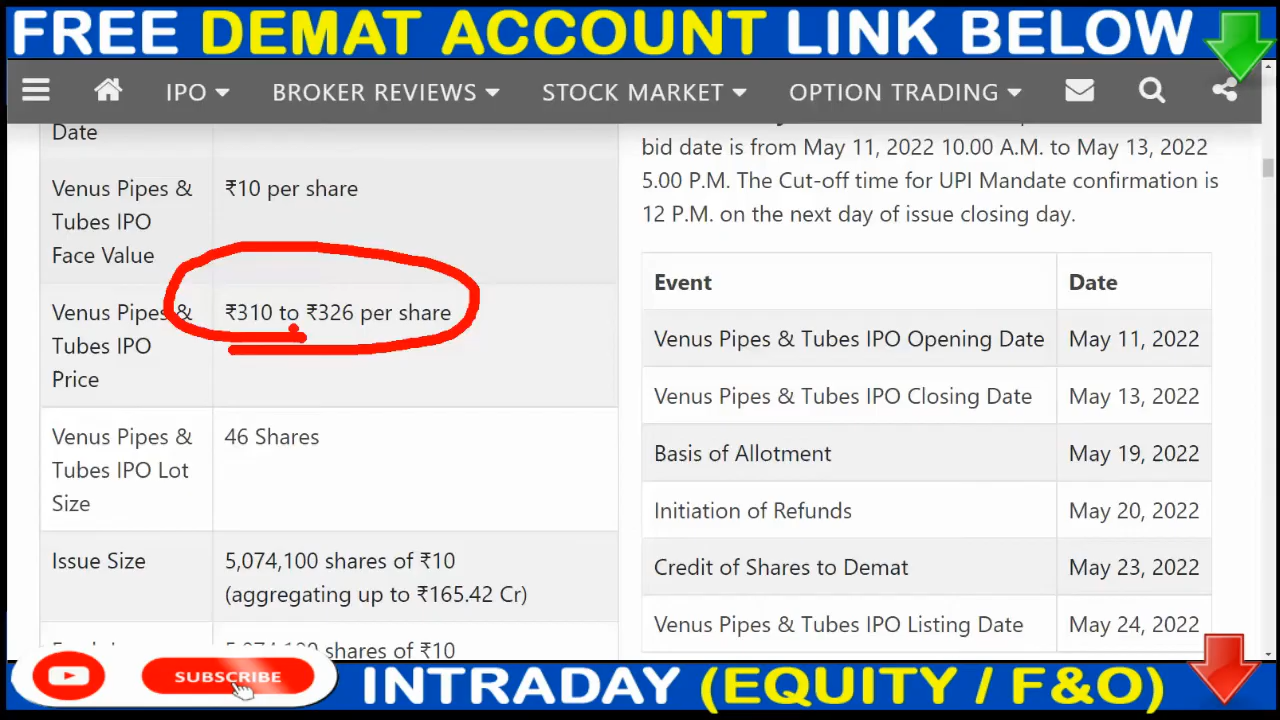 FREE DEMAT ACCOUNT LINK BELOW
IPO BROKER REVIEWS STOCK MARKET OPTION TRADING
Date
Venus Pipes & ₹10 per share
Tubes IPO
Face Value
Venus Pipes & ₹310 to ₹326 per share
Tubes IPO
Price
Venus Pipes & 46 Shares
Tubes IPO Lot
Size
Issue Size 5,074,100 shares of ₹10
(aggregating up to ₹165.42 Cr)
5,074,100 shares of ₹10
bid date is from May 11, 2022 10.00 A.M. to May 13, 2022
5.00 P.M. The Cut-off time for UPI Mandate confirmation is
12 P.M. on the next day of issue closing day.
Event Date
Venus Pipes & Tubes IPO Opening Date May 11, 2022
Venus Pipes & Tubes IPO Closing Date May 13, 2022
Basis of Allotment May 19, 2022
Initiation of Refunds May 20, 2022
Credit of Shares to Demat May 23, 2022
Venus Pipes & Tubes IPO Listing Date May 24, 2022
SUBSCRIBE
INTRADAY (EQUITY / F&O)